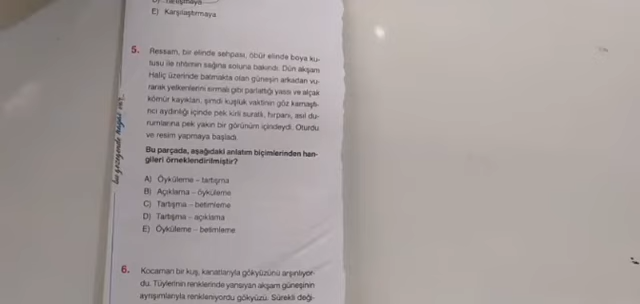 E) Karşılaştırmaya
5. Ressam, bir elinde sehpası, öbür elinde boya ku-
tusu ile rıhtımın sağına soluna bakındı. Dün akşam
Haliç üzerinde batmakta olan güneşin arkadan vu-
rarak yelkenlerini sırmalı gibi parlattığı yassı ve alçak
kömür kayıkları, şimdi kuşluk vaktinin göz kamaştı-
rıcı aydınlığı içinde pek kirli suratlı, hırpani, asıl du-
rumlarına pek yakın bir görünüm içindeydi. Oturdu
ve resim yapmaya başladı.
Bu parçada, aşağıdaki anlatım biçimlerinden han-
gileri örneklendirilmiştir?
A) Öyküleme – tartışma
B) Açıklama – öyküleme
C) Tartışma – betimleme
D) Tartışma – açıklama
E) Öyküleme – betimleme
6. Kocaman bir kuş, kanatlarıyla gökyüzünü arşınlıyor-
du. Tüylerinin renklerinde yansıyan akşam güneşinin
ayrışımlarıyla renkleniyordu gökyüzü. Sürekli deği-